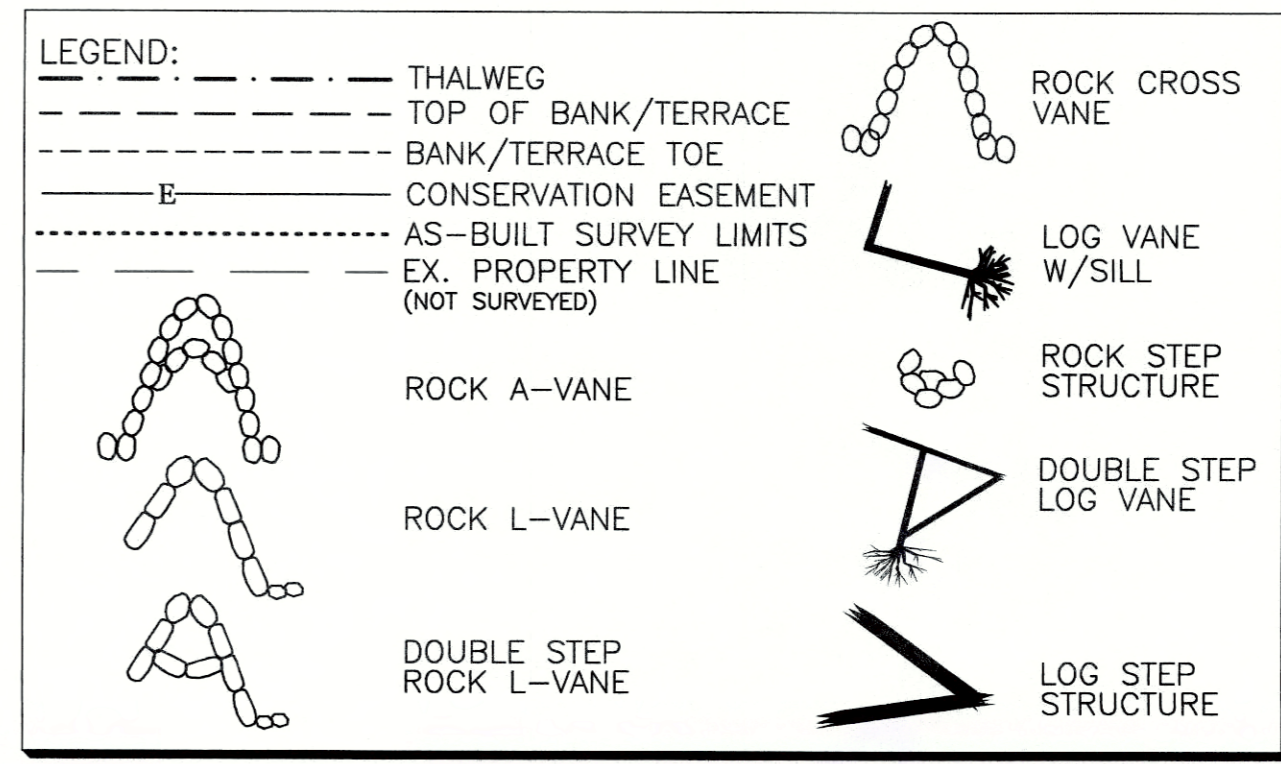 LEGEND:
THALWEG
TOP OF BANK/TERRACE
BANK/TERRACE TOE
E
CONSERVATION EASEMENT
AS-BUILT SURVEY LIMITS
EX. PROPERTY LINE
(NOT SURVEYED)
ROCK A-VANE
ROCK L-VANE
DOUBLE STEP
ROCK L-VANE
ROCK CROSS
VANE
LOG VANE
W/SILL
ROCK STEP
STRUCTURE
DOUBLE STEP
LOG VANE
LOG STEP
STRUCTURE